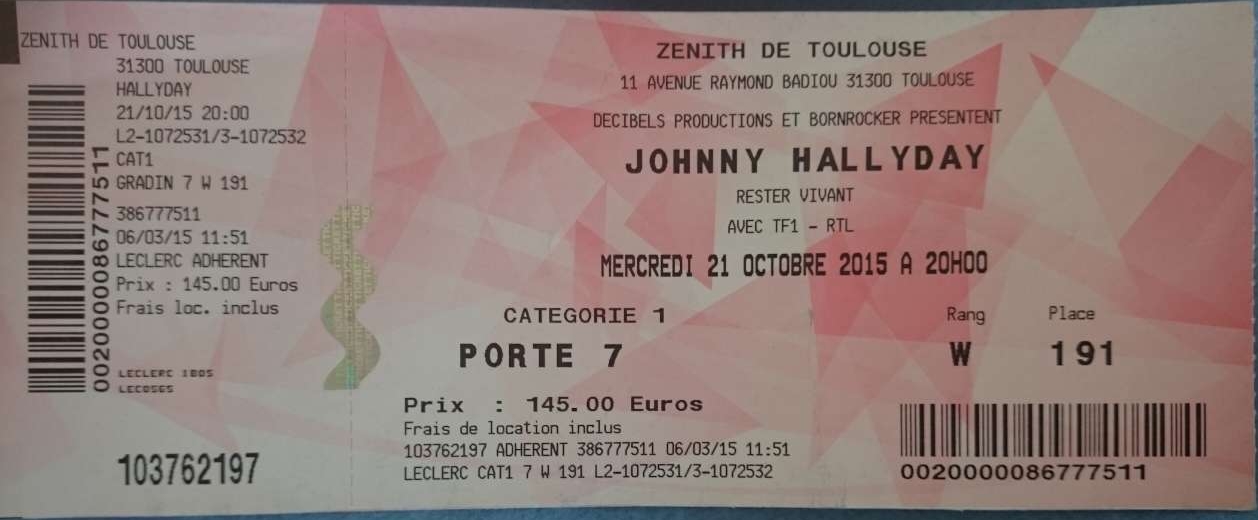 ZENITH DE TOULOUSE
31300 TOULOUSE
HALLYDAY
21/10/15 20:00
L2-1072531/3-1072532
CAT1
GRADIN 7 W 191
386777511
06/03/15 11:51
LECLERC ADHERENT
Prix : 145.00 Euros
Frais loc. inclus
LECLERC IBOS
LECOSGS
0020000086777511
103762197
ZENITH DE TOULOUSE
11 AVENUE RAYMOND BADIOU 31300 TOULOUSE
DECIBELS PRODUCTIONS ET BORNROCKER PRESENTENT
JOHNNY HALLYDAY
RESTER VIVANT
AVEC TF1 - RTL
MERCREDI 21 OCTOBRE 2015 A 20H00
CATEGORIE 1
Rang Place
PORTE 7 W 191
Prix : 145.00 Euros
Frais de location inclus
103762197 ADHERENT 386777511 06/03/15 11:51
LECLERC CAT1 7 W 191 L2-1072531/3-1072532
0020000086777511